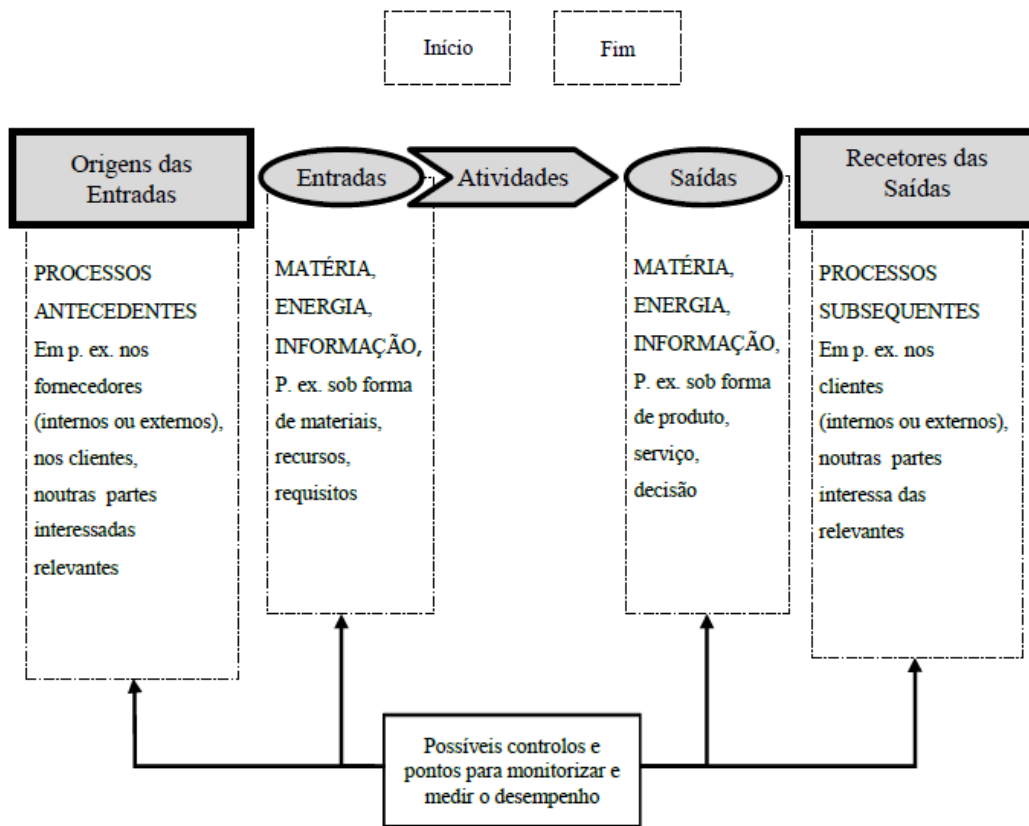 Início
Fim
Origens das
Entradas
Entradas
Atividades
Saídas
Recetores das
Saídas
PROCESSOS
ANTECEDENTES
Em p. ex. nos
fornecedores
(internos ou externos),
nos clientes,
noutras partes
interessadas
relevantes
MATÉRIA,
ENERGIA,
INFORMAÇÃO,
P. ex. sob forma
de materiais,
recursos,
requisitos
MATÉRIA,
ENERGIA,
INFORMAÇÃO,
P. ex. sob forma
de produto,
serviço,
decisão
PROCESSOS
SUBSEQUENTES
Em p. ex. nos
clientes
(internos ou externos),
noutras partes
interessa das
relevantes
Possíveis controlos e
pontos para monitorizar e
medir o desempenho